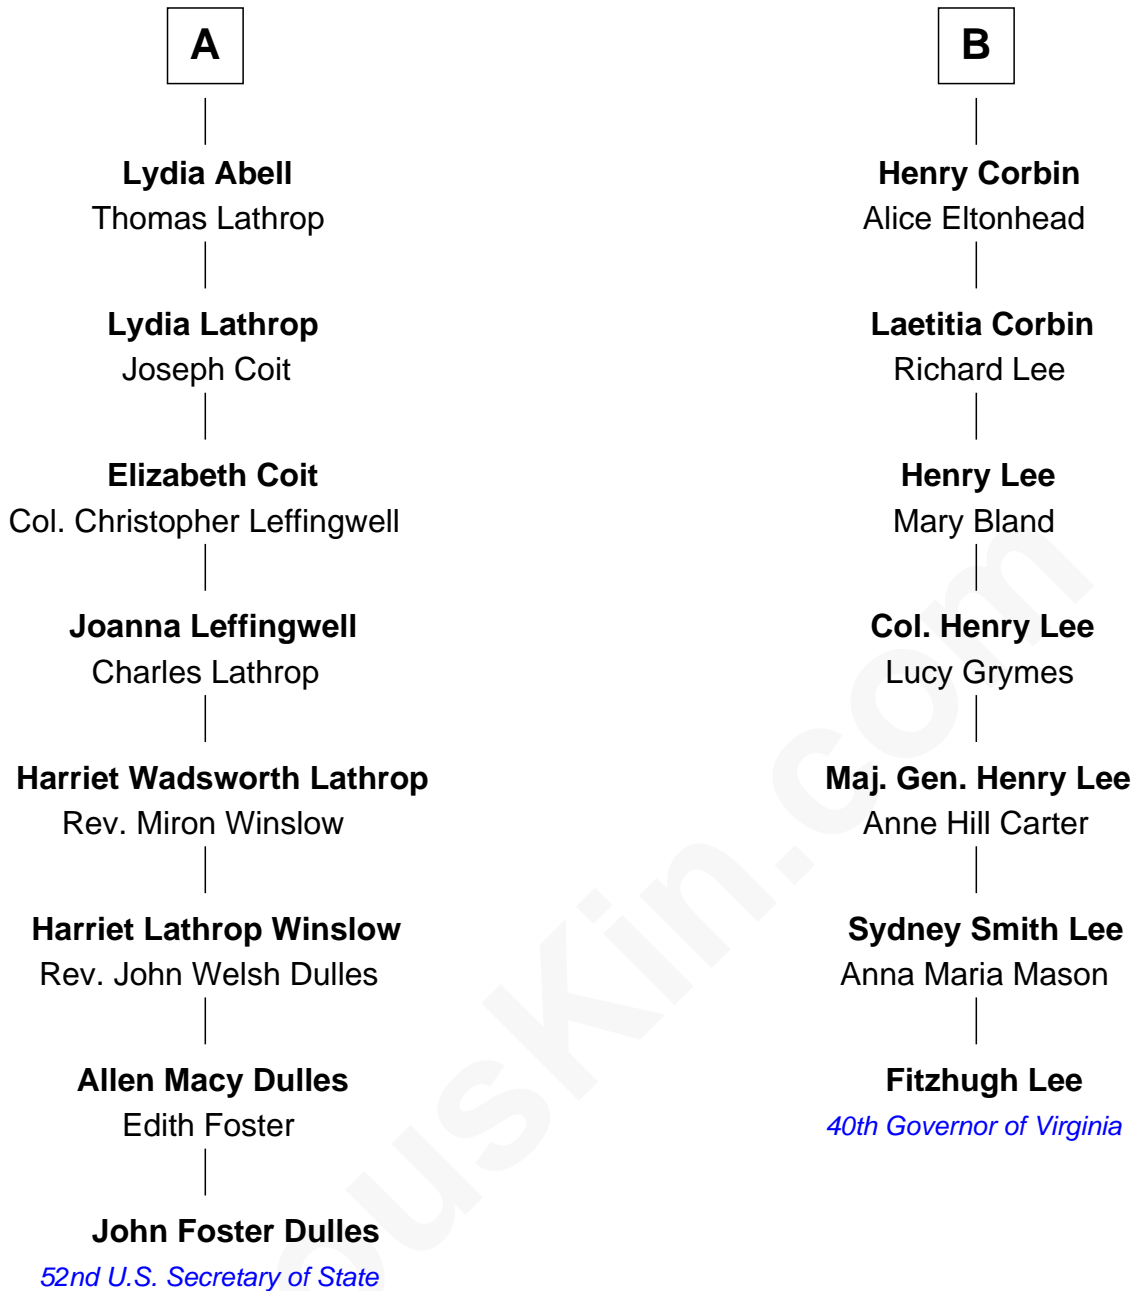 A
Lydia Abell
Thomas Lathrop
Lydia Lathrop
Joseph Coit
Elizabeth Coit
Col. Christopher Leffingwell
Joanna Leffingwell
Charles Lathrop
Harriet Wadsworth Lathrop
Rev. Miron Winslow
Harriet Lathrop Winslow
Rev. John Welsh Dulles
Allen Macy Dulles
Edith Foster
John Foster Dulles
52nd U.S. Secretary of State
B
Henry Corbin
Alice Eltonhead
Laetitia Corbin
Richard Lee
Henry Lee
Mary Bland
Col. Henry Lee
Lucy Grymes
Maj. Gen. Henry Lee
Anne Hill Carter
Sydney Smith Lee
Anna Maria Mason
Fitzhugh Lee
40th Governor of Virginia
ousKin.com